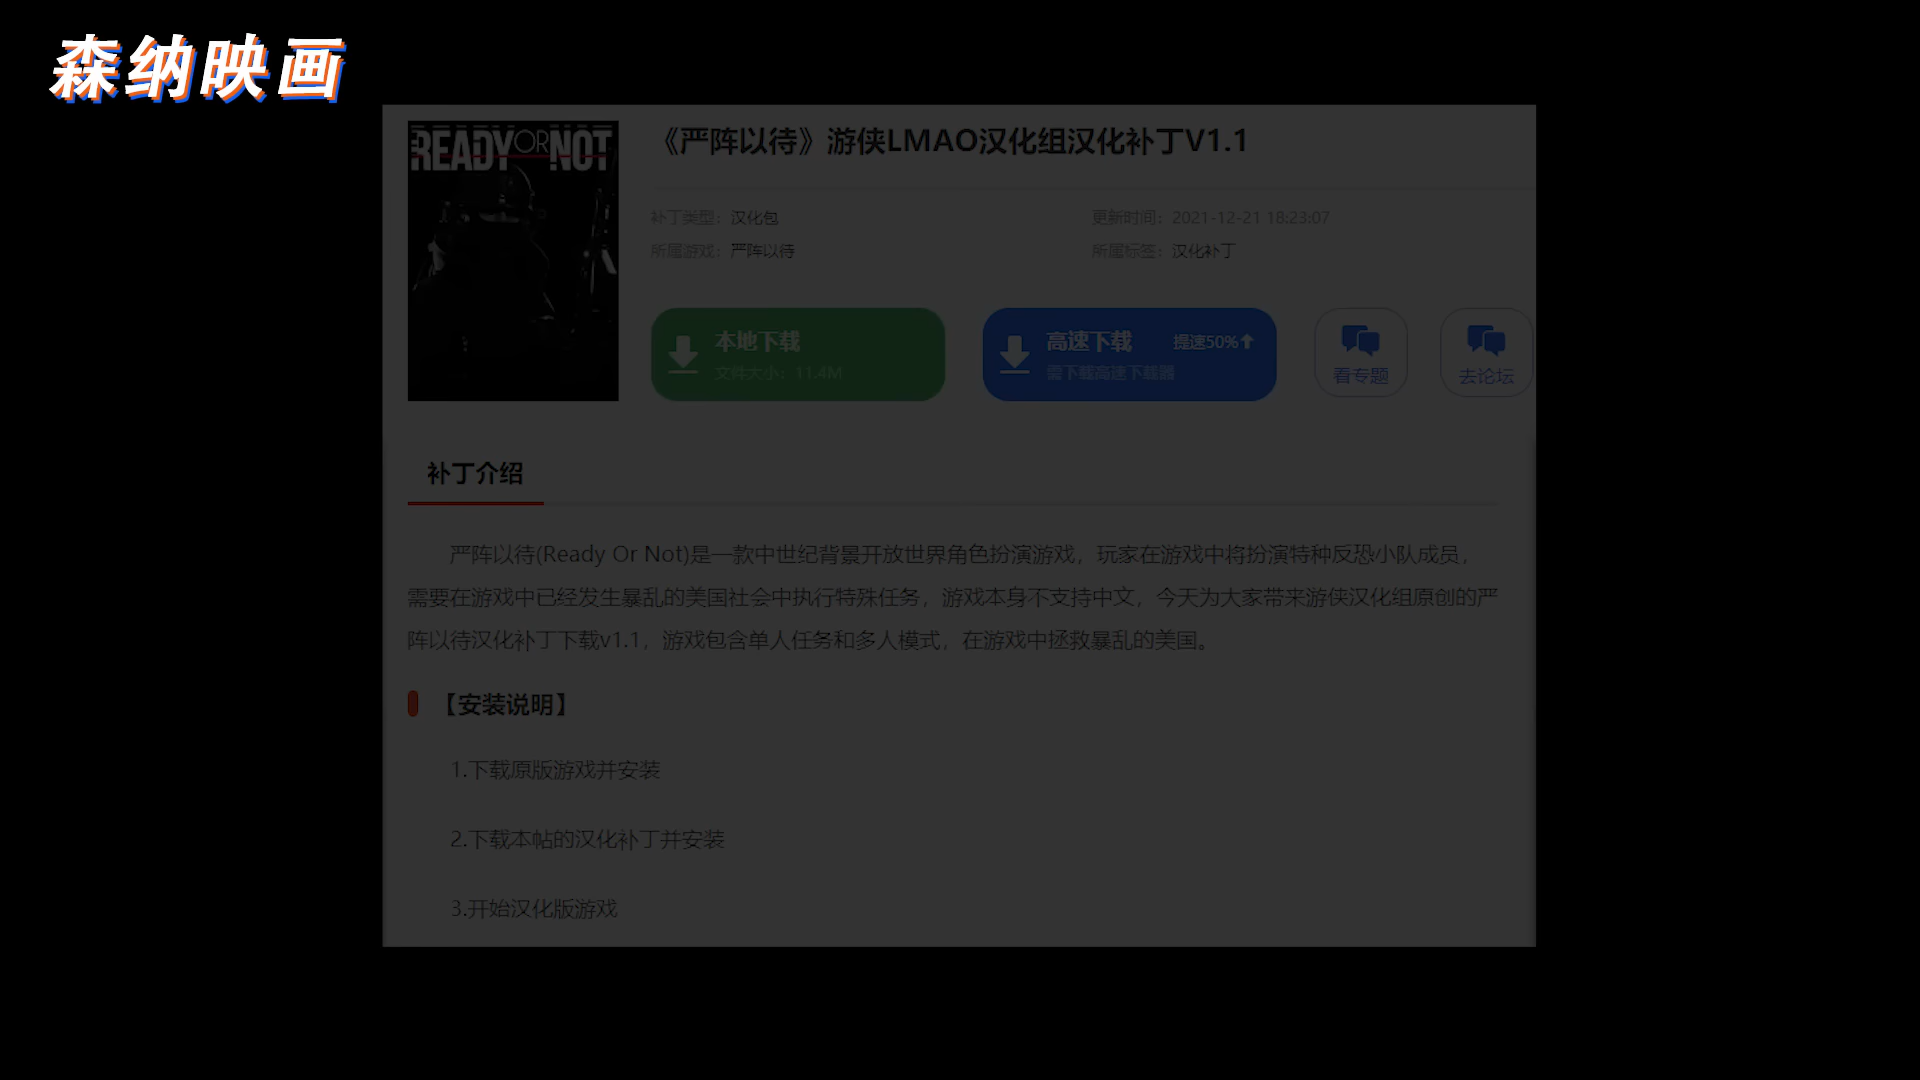 森纳映画
READY OR NOT
《严阵以待》游侠LMAO汉化组汉化补丁V1.1
补丁类型：汉化包
更新时间：2021-12-21 18:23:07
所属游戏：严阵以待
所属标签：汉化补丁
本地下载
文件大小：11.4M
高速下载 提速50%
需下载高速下载器
看专题
去论坛
补丁介绍
严阵以待(Ready Or Not)是一款中世纪背景开放世界角色扮演游戏，玩家在游戏中将扮演特种反恐小队成员，
需要在游戏中已经发生暴乱的美国社会中执行特殊任务，游戏本身不支持中文，今天为大家带来游侠汉化组原创的严
阵以待汉化补丁下载v1.1，游戏包含单人任务和多人模式，在游戏中拯救暴乱的美国。
【安装说明】
1.下载原版游戏并安装
2.下载本帖的汉化补丁并安装
3.开始汉化版游戏